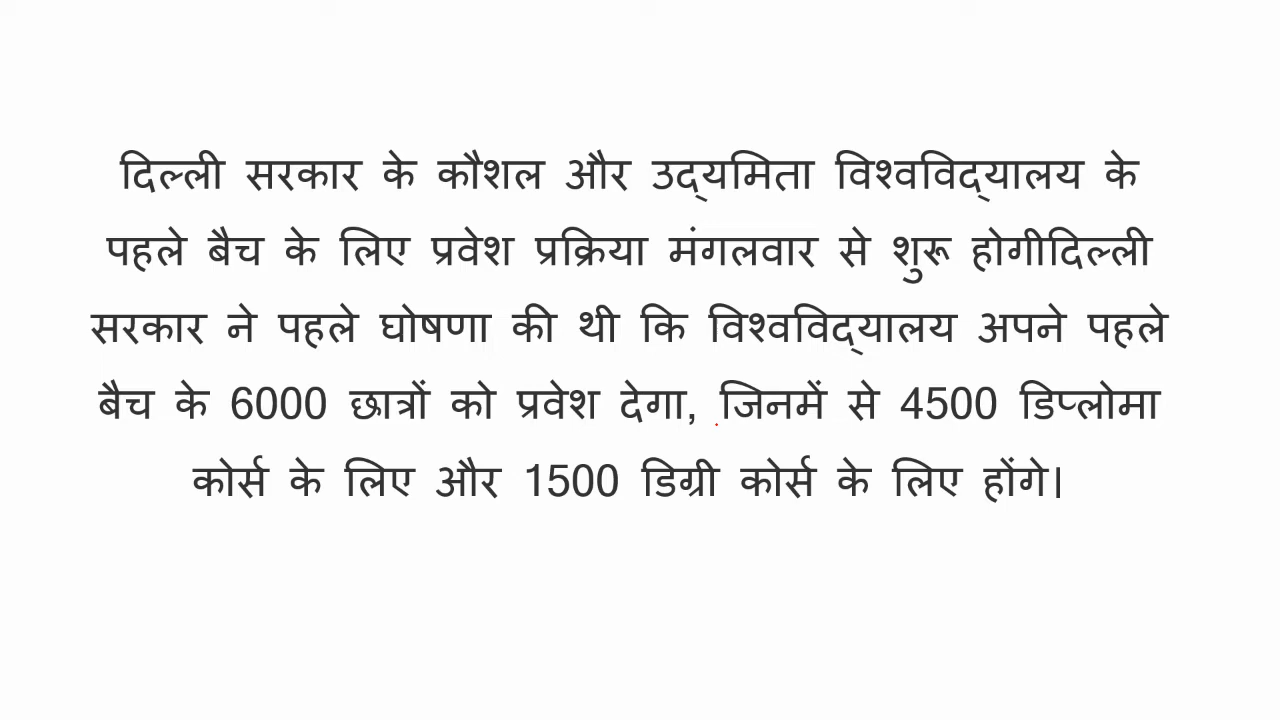 दिल्ली सरकार के कौशल और उद्यमिता विश्वविद्यालय के
पहले बैच के लिए प्रवेश प्रक्रिया मंगलवार से शुरू होगीदिल्ली
सरकार ने पहले घोषणा की थी कि विश्वविद्यालय अपने पहले
बैच के 6000 छात्रों को प्रवेश देगा, जिनमें से 4500 डिप्लोमा
कोर्स के लिए और 1500 डिग्री कोर्स के लिए होंगे।